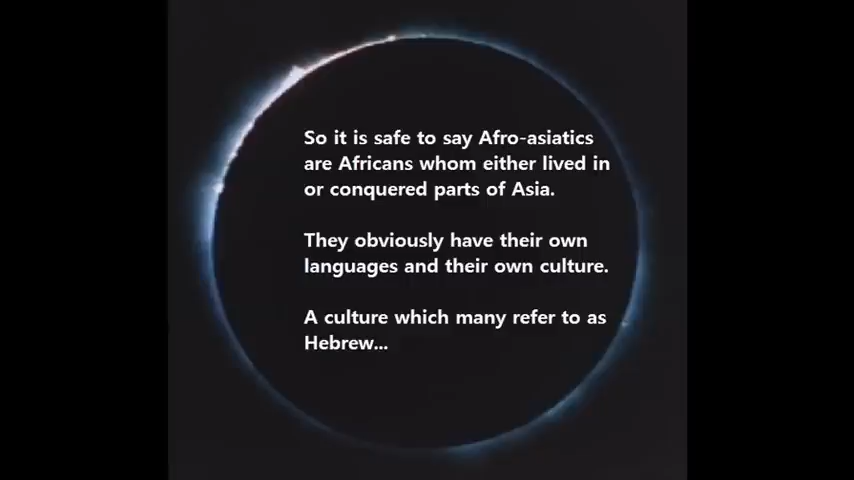 So it is safe to say Afro-asiatics
are Africans whom either lived in
or conquered parts of Asia.
They obviously have their own
languages and their own culture.
A culture which many refer to as
Hebrew...